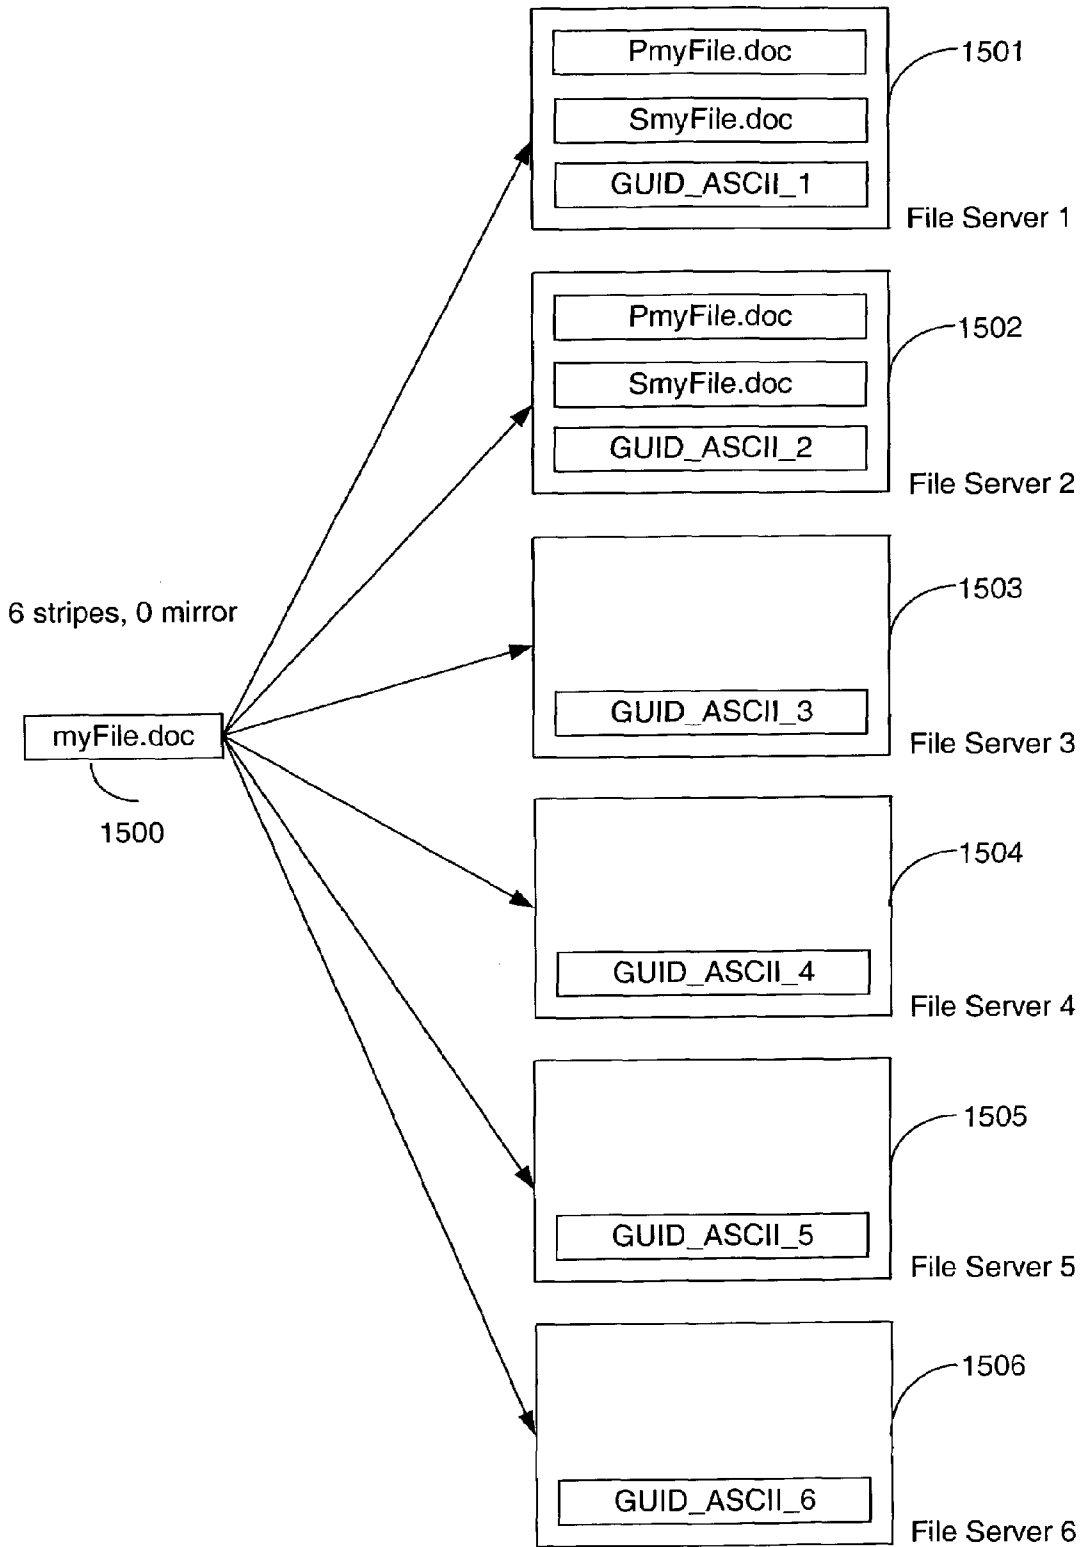 PmyFile.doc
1501
SmyFile.doc
GUID_ASCII_1
File Server 1
PmyFile.doc
1502
SmyFile.doc
GUID_ASCII_2
File Server 2
6 stripes, 0 mirror
1503
GUID_ASCII_3
myFile.doc
File Server 3
1500
1504
GUID_ASCII_4
File Server 4
1505
GUID_ASCII_5
File Server 5
1506
GUID_ASCII_6
File Server 6